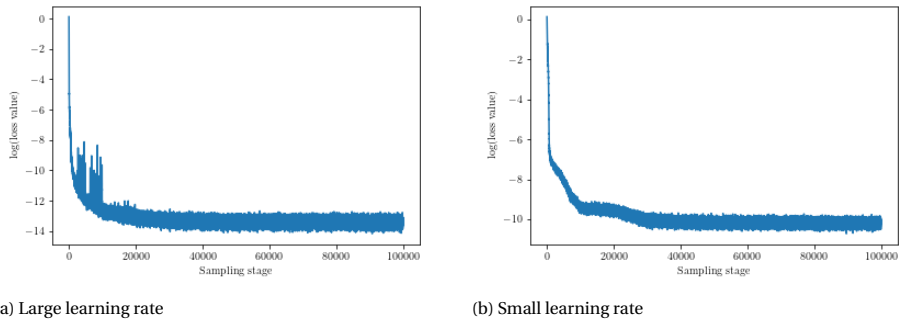 0
−2
−4
−6
−8
−10
−12
−14
log(loss value)
0 20000 40000 60000 80000 100000
Sampling stage
a) Large learning rate
0
−2
−4
−6
−8
−10
log(loss value)
0 20000 40000 60000 80000 100000
Sampling stage
(b) Small learning rate